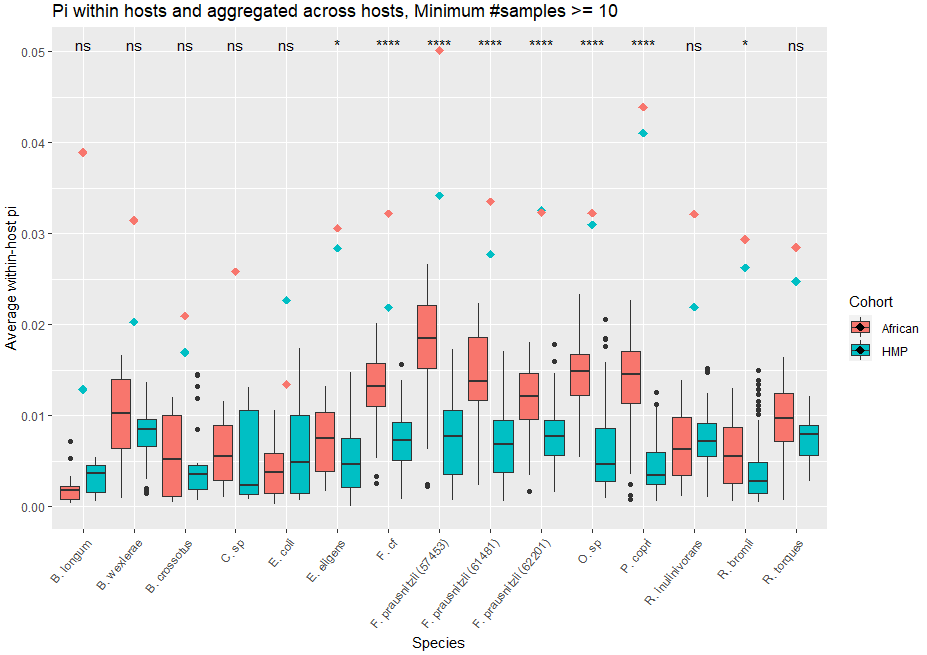 Pi within hosts and aggregated across hosts, Minimum #samples >= 10
ns ns ns ns ns * **** **** **** **** **** **** ns * ns
0.05
0.04
0.03
0.02
0.01
0.00
Average within-host pi
B. longum
B. wexlerae
B. crossotus
C. sp
E. coli
E. eligens
F. cf
F. prausnitzii (57453)
F. prausnitzii (61481)
F. prausnitzii (62201)
O. sp
P. copri
R. inulinivorans
R. bromii
R. torques
Species
Cohort
African
HMP